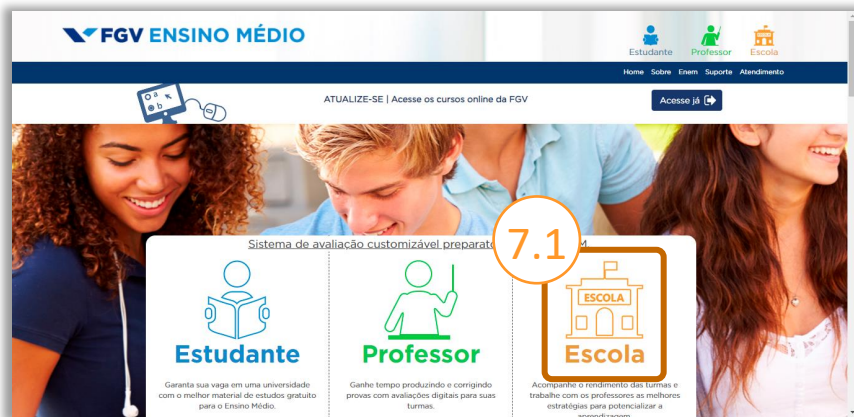 FGV ENSINO MÉDIO
Estudante Professor Escola
Home Sobre Enem Suporte Atendimento
ATUALIZE-SE | Acesse os cursos online da FGV
Acesse já
7.1
Sistema de avaliação customizável
ESCOLA
Estudante
Garanta sua vaga em uma universidade
com o melhor material de estudos gratuito
para o Ensino Médio.
Professor
Ganhe tempo produzindo e corrigindo
provas com avaliações digitais para suas
turmas.
Escola
Acompanhe o rendimento das turmas e
trabalhe com os professores as melhores
estratégias para potencializar a
aprendizagem